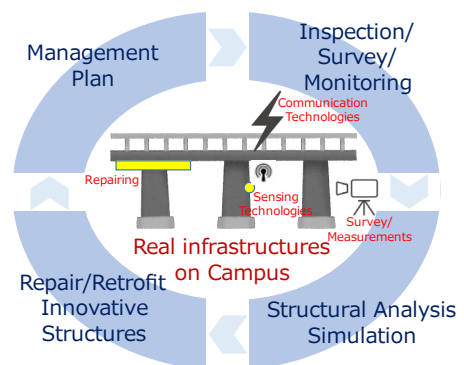 Management
Plan
Inspection/
Survey/
Monitoring
Communication
Technologies
Repairing
Sensing
Technologies
Survey/
Measurements
Real infrastructures
on Campus
Repair/Retrofit
Innovative
Structures
Structural Analysis
Simulation